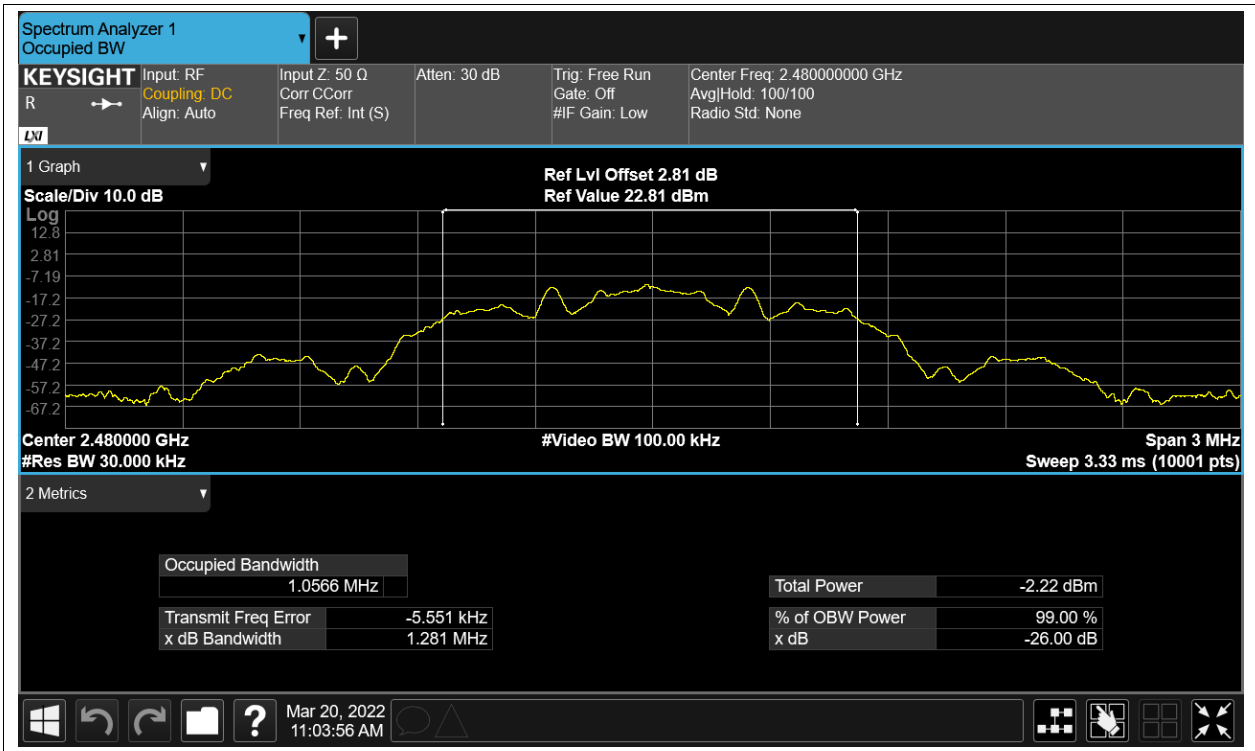 Spectrum Analyzer 1
Occupied BW
KEYSIGHT
R
LXI
Input: RF
Coupling: DC
Align: Auto
Input Z: 50 Ω
Corr CCorr
Freq Ref: Int (S)
Atten: 30 dB
Trig: Free Run
Gate: Off
#IF Gain: Low
Center Freq: 2.480000000 GHz
Avg|Hold: 100/100
Radio Std: None
1 Graph
Scale/Div 10.0 dB
Ref Lvl Offset 2.81 dB
Ref Value 22.81 dBm
Log
12.8
2.81
-7.19
-17.2
-27.2
-37.2
-47.2
-57.2
-67.2
Center 2.480000 GHz
#Res BW 30.000 kHz
#Video BW 100.00 kHz
Span 3 MHz
Sweep 3.33 ms (10001 pts)
2 Metrics
Occupied Bandwidth
1.0566 MHz
Transmit Freq Error -5.551 kHz
x dB Bandwidth 1.281 MHz
Total Power -2.22 dBm
% of OBW Power 99.00 %
x dB -26.00 dB
?
Mar 20, 2022
11:03:56 AM